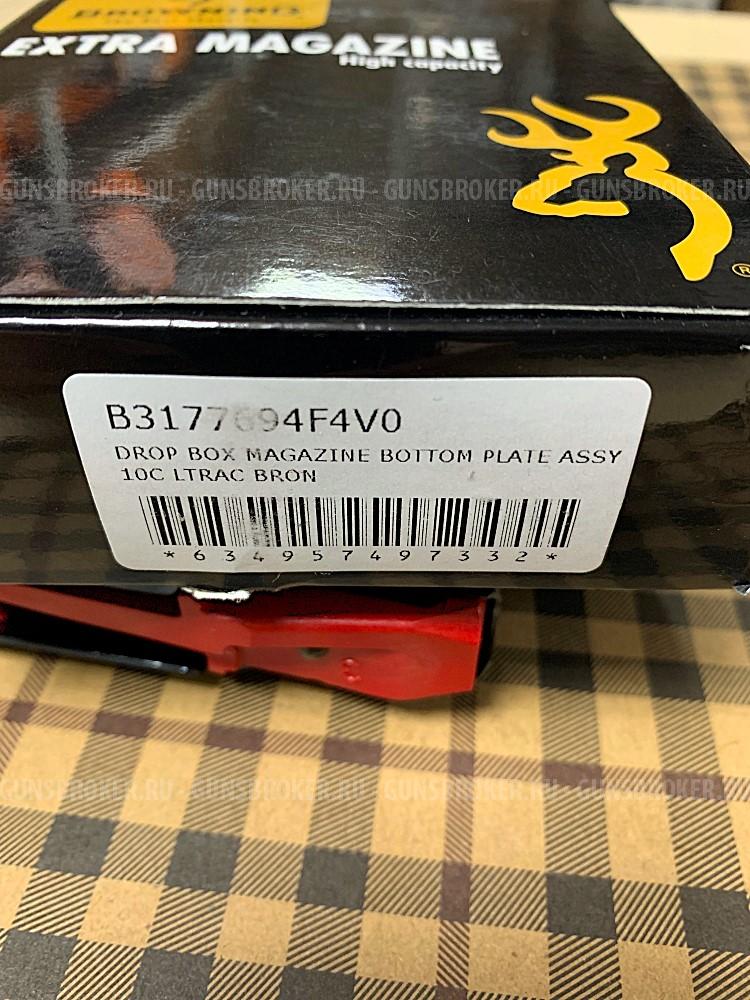 BROWNING
EXTRA MAGAZINE
High capacity
GUNSBROKER.RU - GUNSBROKER.RU - GUNSBROKER.RU - GUNSBROKER.RU
®
B3177694F4V0
DROP BOX MAGAZINE BOTTOM PLATE ASSY
10C LTRAC BRON
*634957497332*
GUNSBROKER.RU - GUNSBROKER.RU - GUNSBROKER.RU - GUNSBROKER.RU